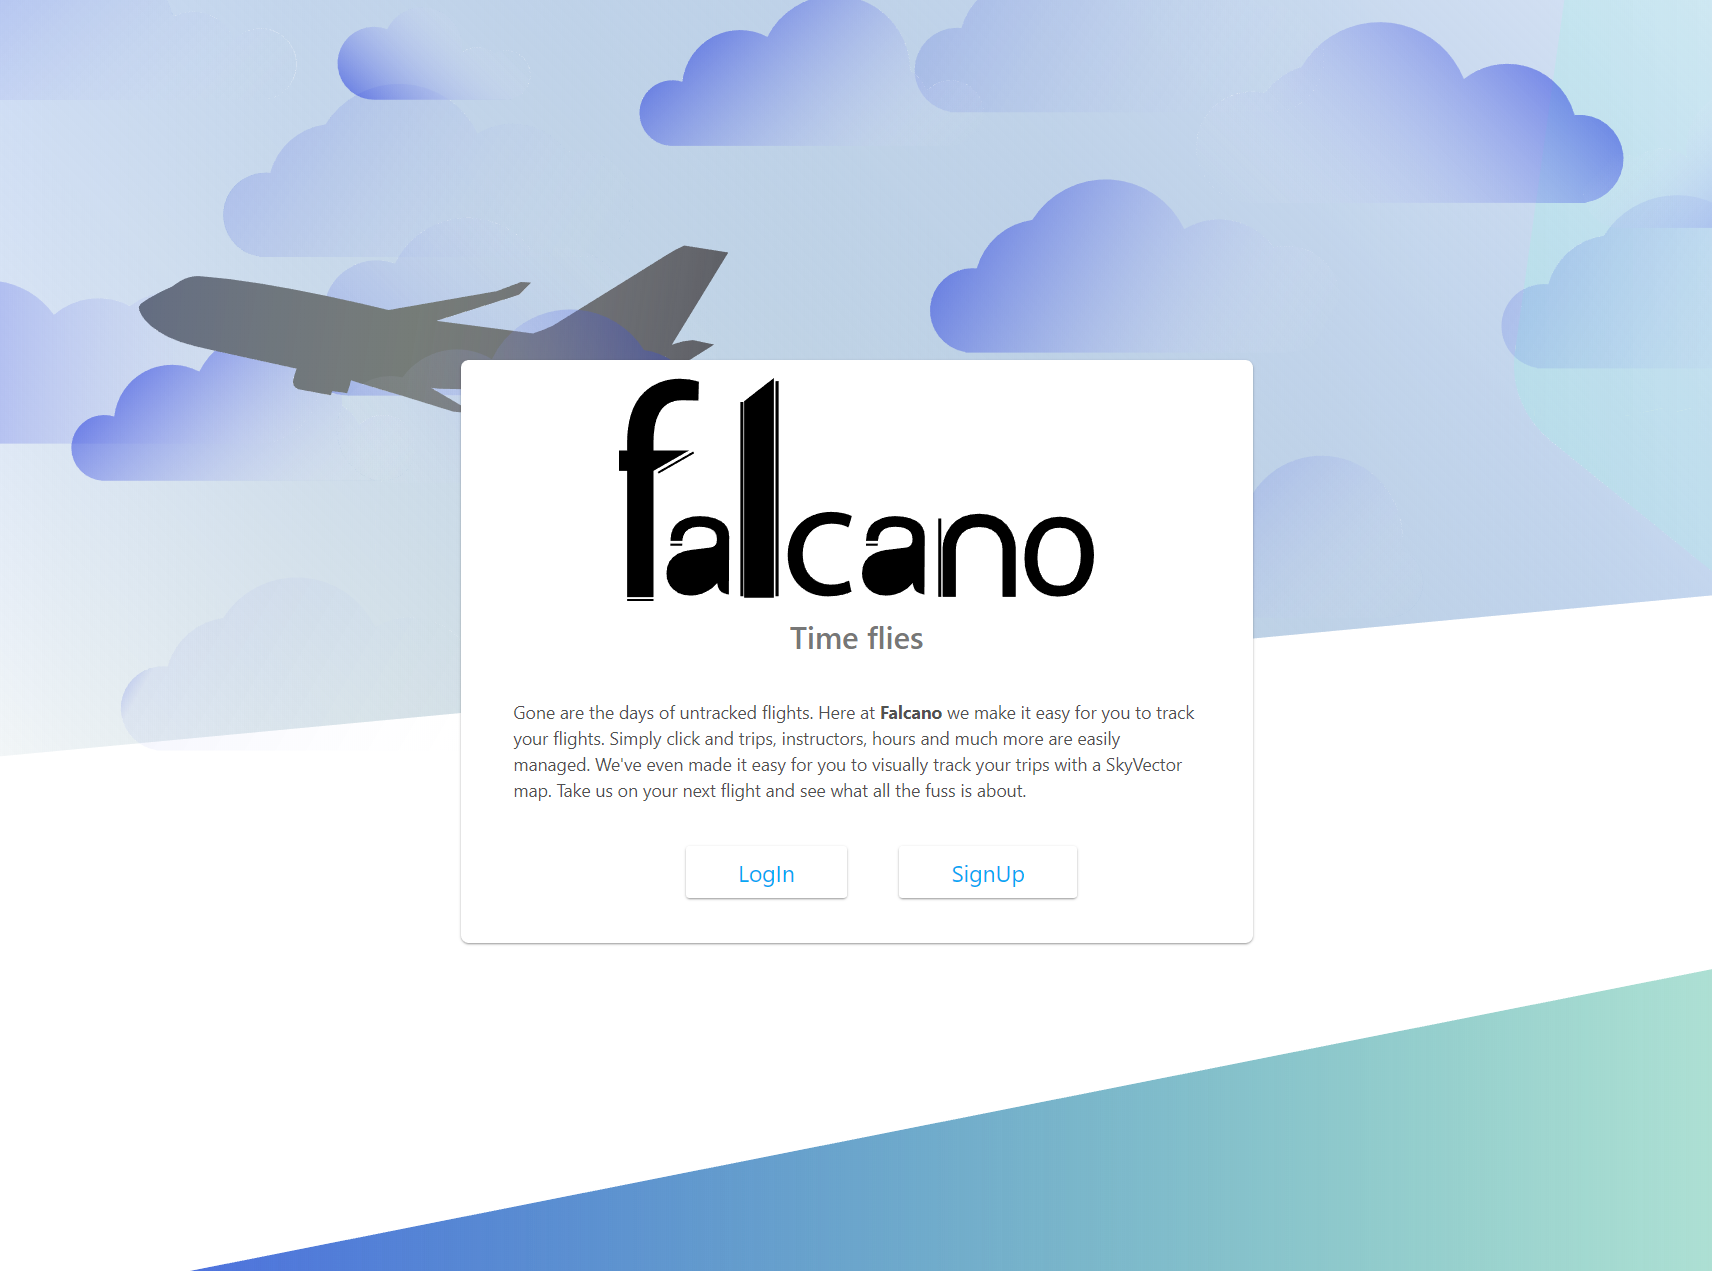 falcano
Time flies
Gone are the days of untracked flights. Here at Falcano we make it easy for you to track
your flights. Simply click and trips, instructors, hours and much more are easily
managed. We've even made it easy for you to visually track your trips with a SkyVector
map. Take us on your next flight and see what all the fuss is about.
LogIn
SignUp